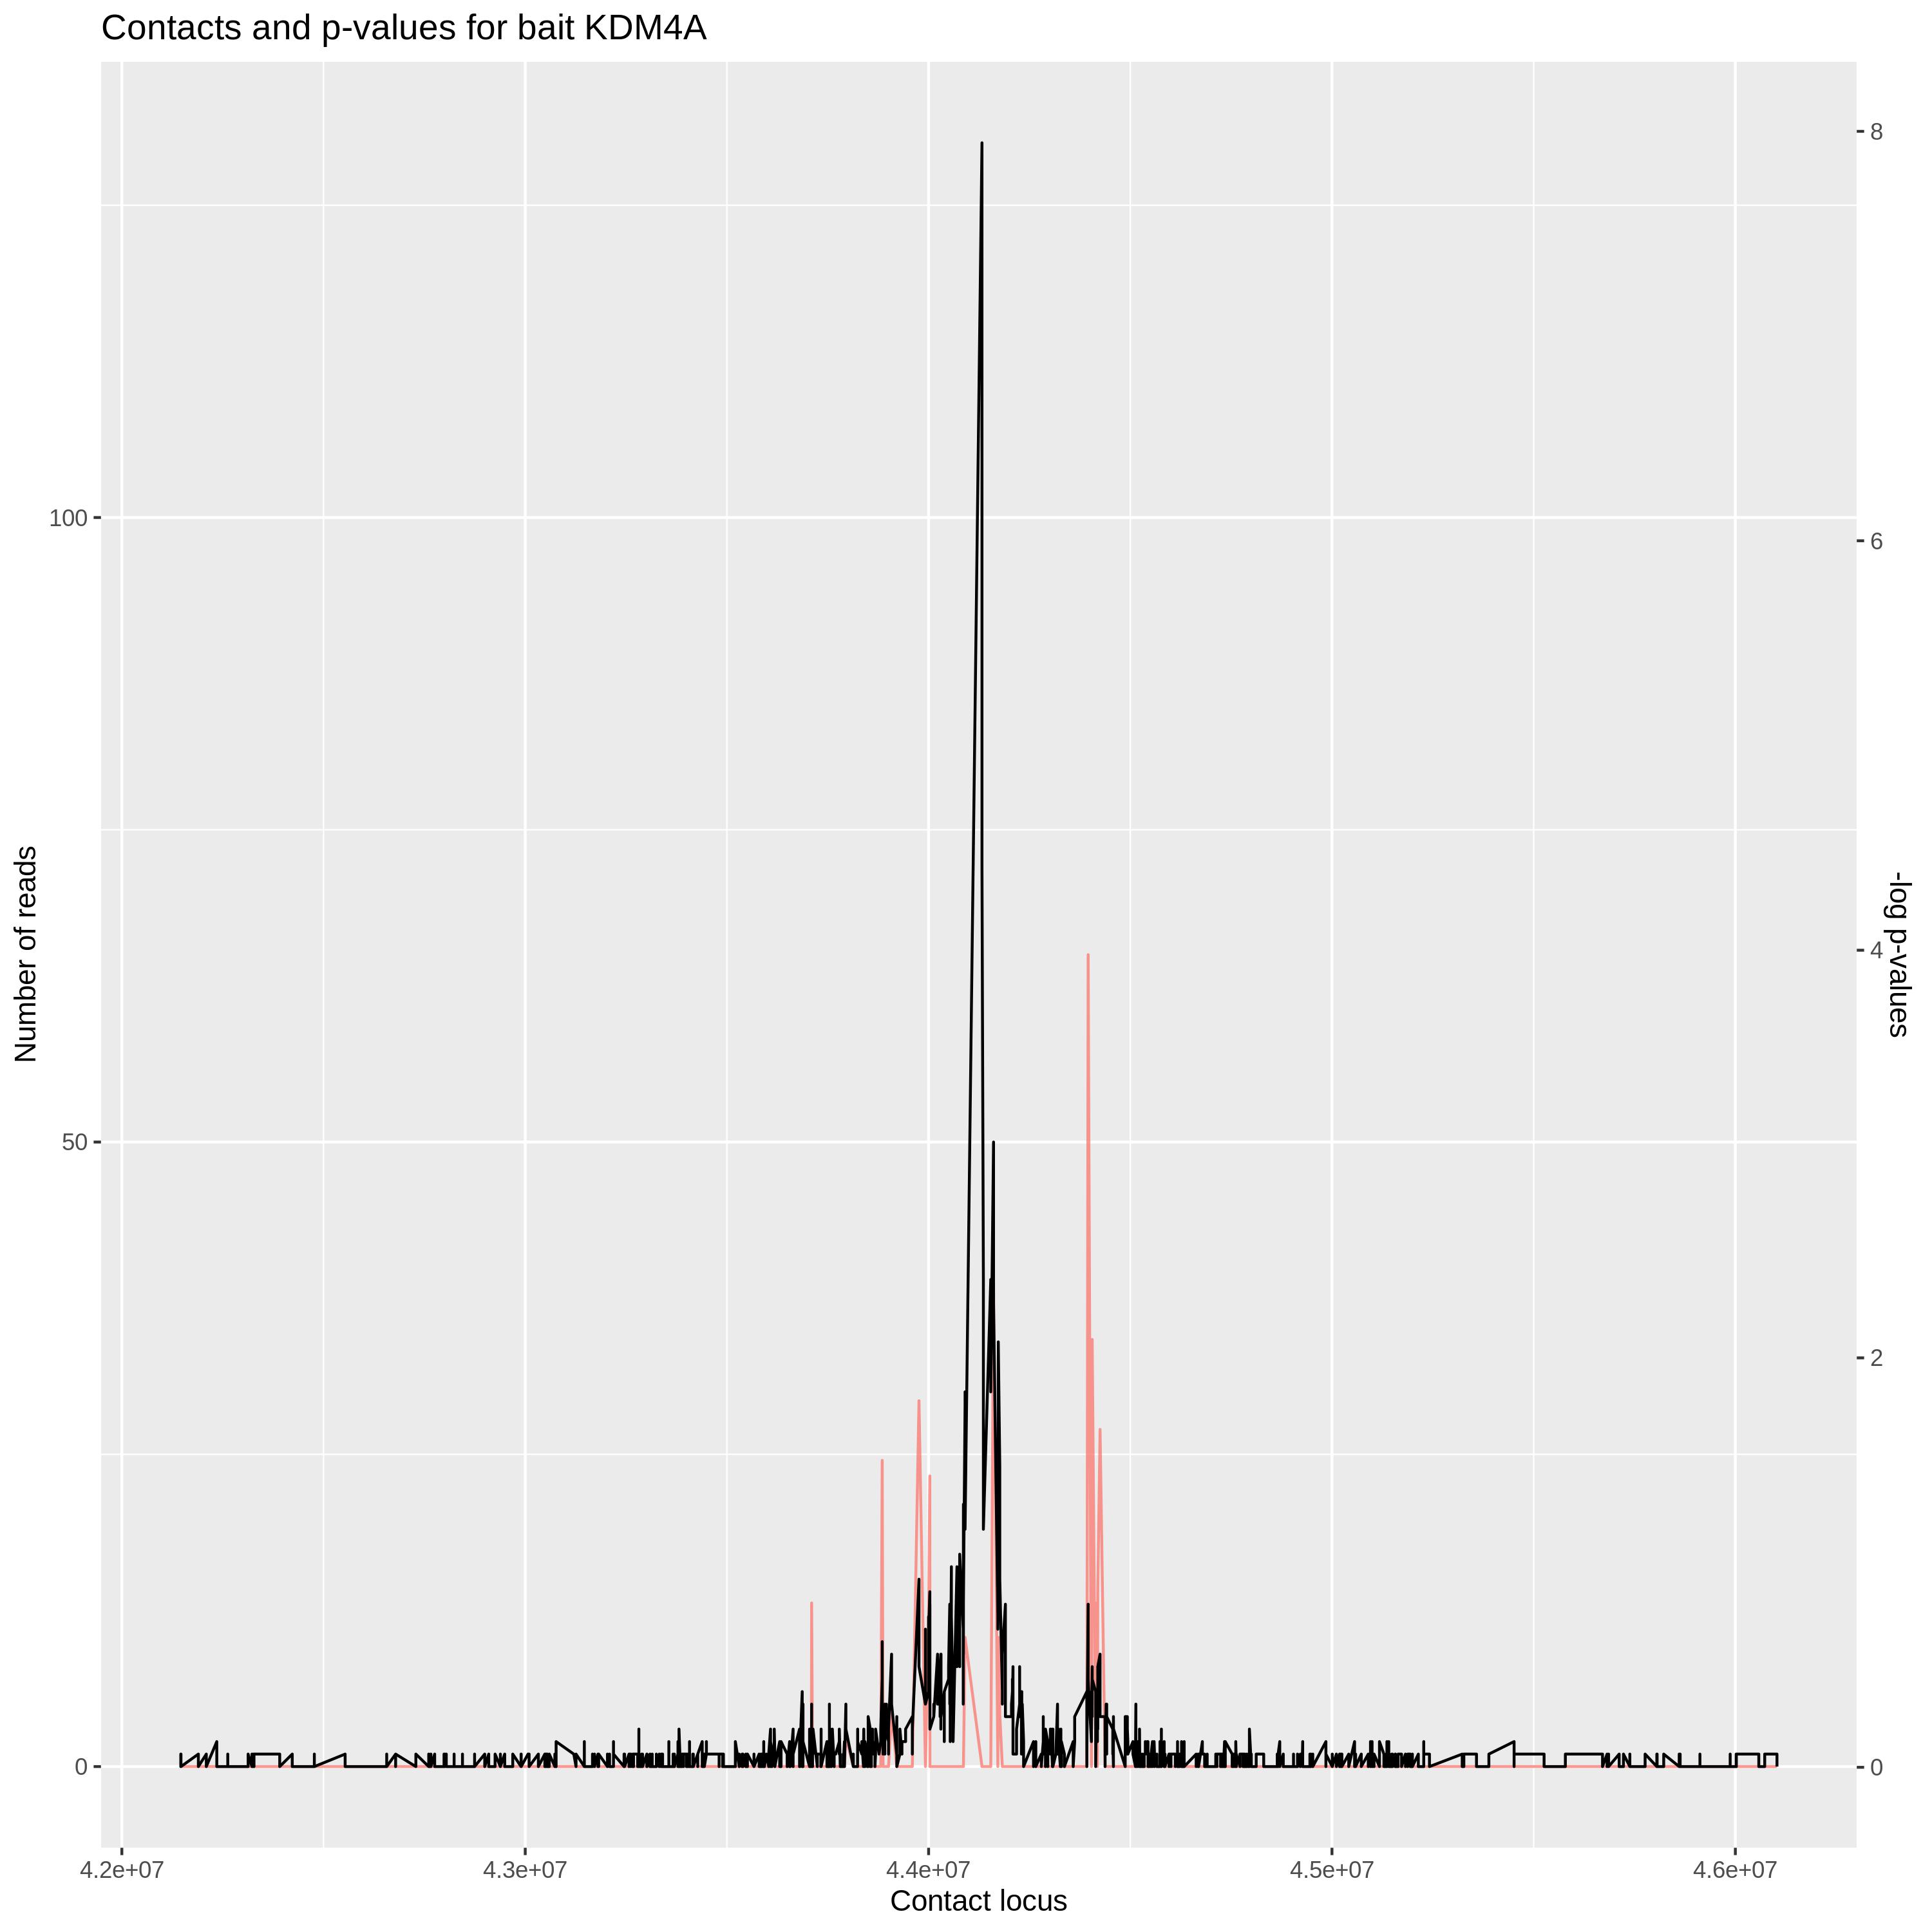 Contacts and p-values for bait KDM4A
8
100
6
Number of reads
4
-log p-values
50
2
0
0
4.2e+07
4.3e+07
4.4e+07
4.5e+07
4.6e+07
Contact locus